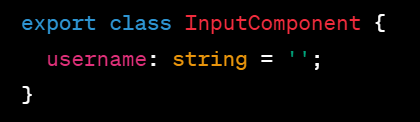 export class InputComponent {
  username: string = '';
}